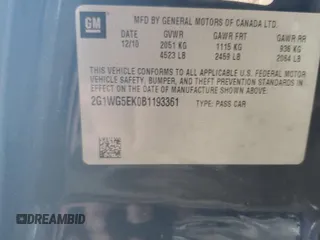 GM
MFD BY GENERAL MOTORS OF CANADA LTD.
DATE GVWR GAWR FRT GAWR RR
12/10 2051 KG 1115 KG 936 KG
4523 LB 2459 LB 2064 LB
THIS VEHICLE CONFORMS TO ALL APPLICABLE U.S. FEDERAL
MOTOR VEHICLE SAFETY, BUMPER, AND THEFT PREVENTION
STANDARDS IN EFFECT ON THE DATE OF MANUFACTURE SHOWN ABOVE.
2G1WG5EK0B1193361 TYPE: PASS CAR
DREAMBID